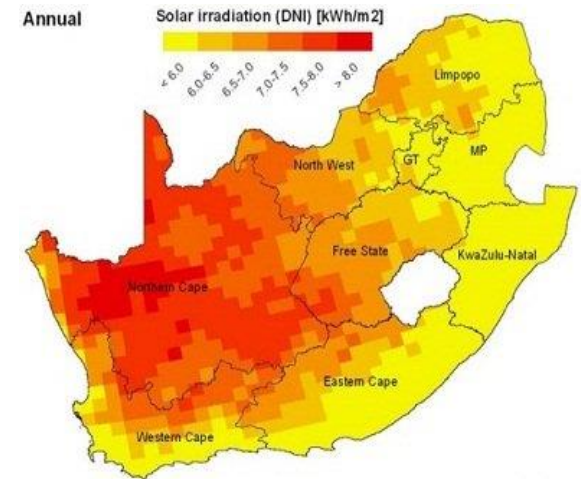 Annual
Solar irradiation (DNI) [kWh/m2]
< 6.0
6.0-6.5
6.5-7.0
7.0-7.5
7.5-8.0
> 8.0
Limpopo
MP
GT
North West
Free State
KwaZulu-Natal
Northern Cape
Eastern Cape
Western Cape